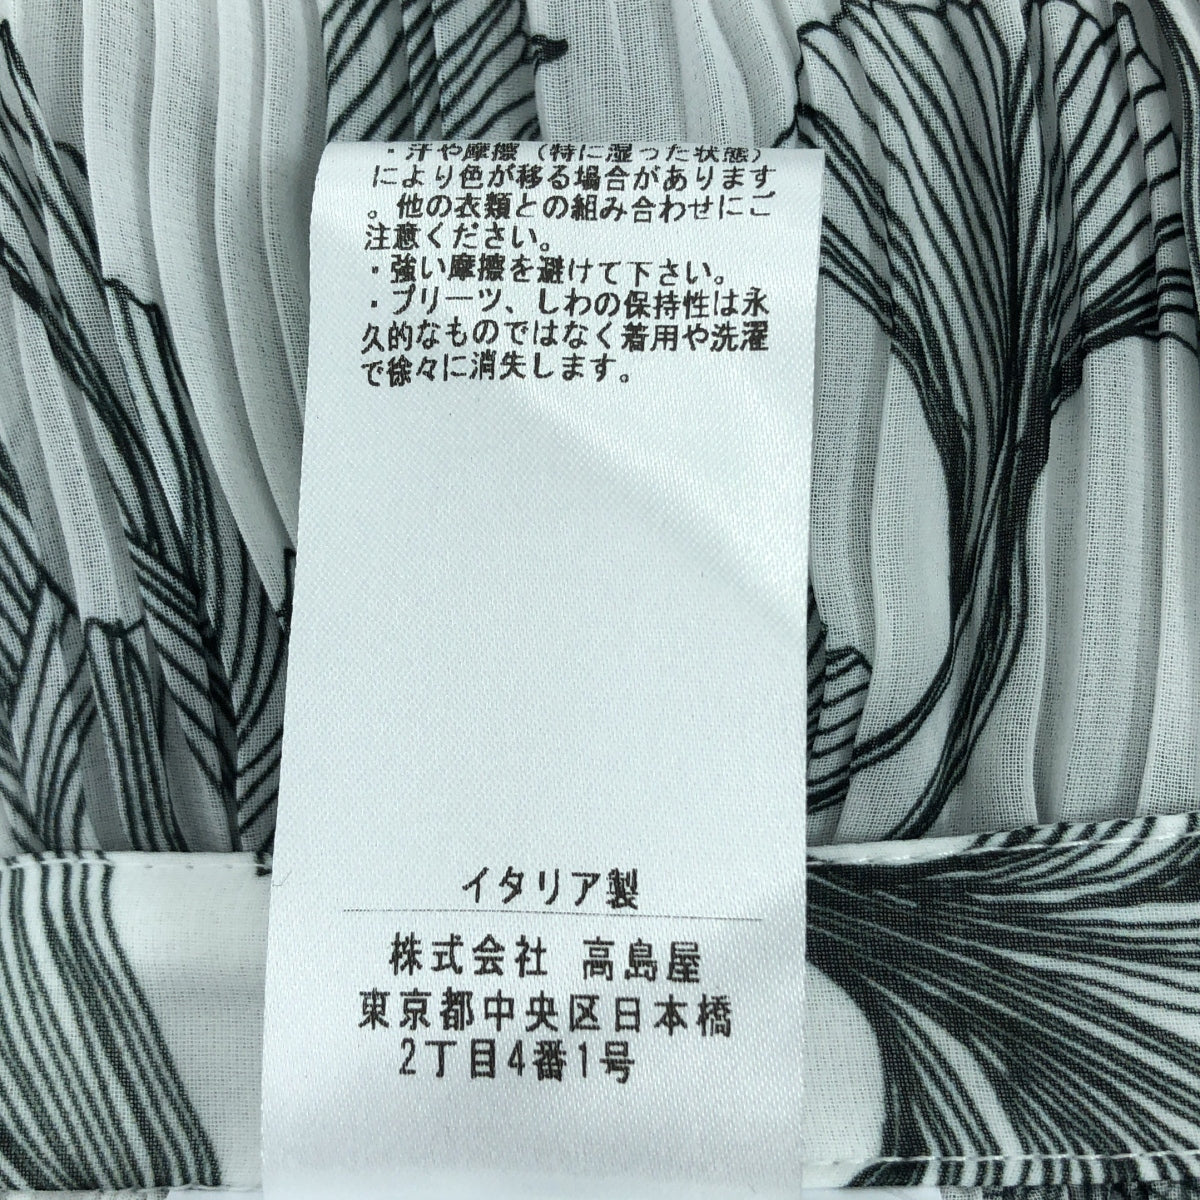 ・汗や摩擦（特に湿った状態）
により色が移る場合があります
。他の衣類との組み合わせにご
注意ください。
・強い摩擦を避けて下さい。
・プリーツ、しわの保持性は永
久的なものではなく着用や洗濯
で徐々に消失します。
イタリア製
株式会社 高島屋
東京都中央区日本橋
2丁目4番1号